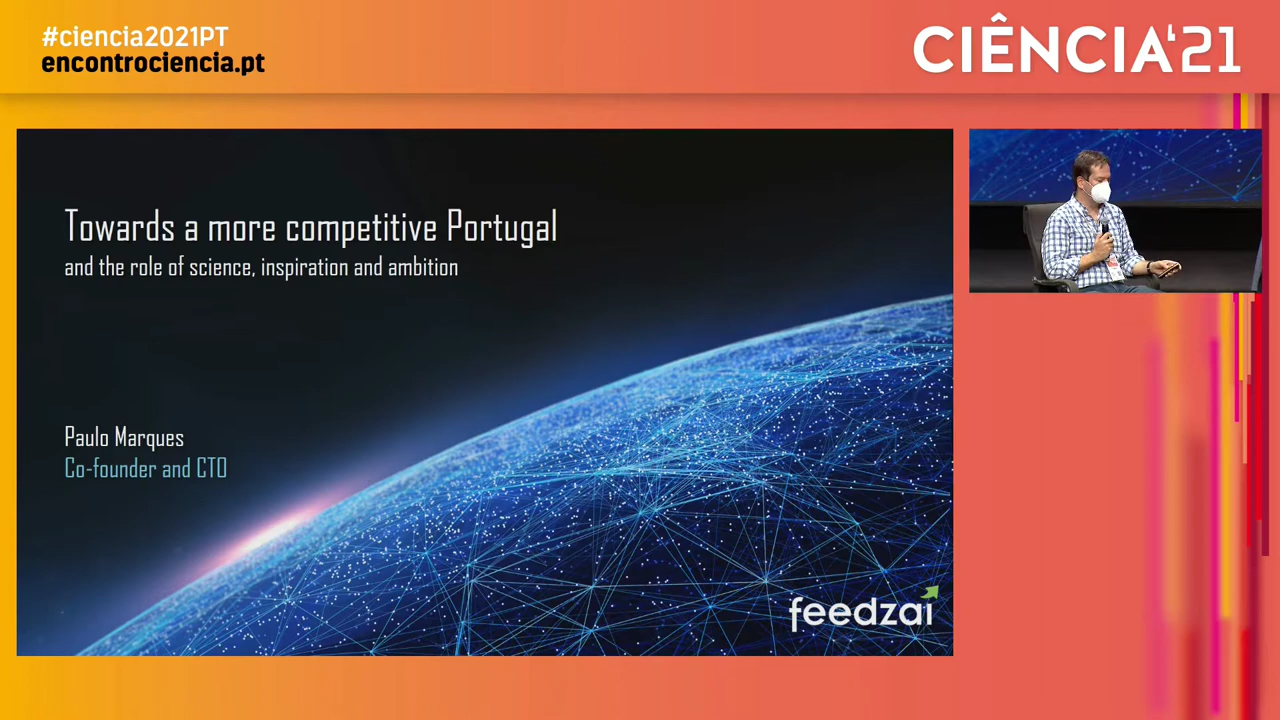 #ciencia2021PT
encontrociencia.pt
CIÊNCIA'21
Towards a more competitive Portugal
and the role of science, inspiration and ambition
Paulo Marques
Co-founder and CTO
feedzai